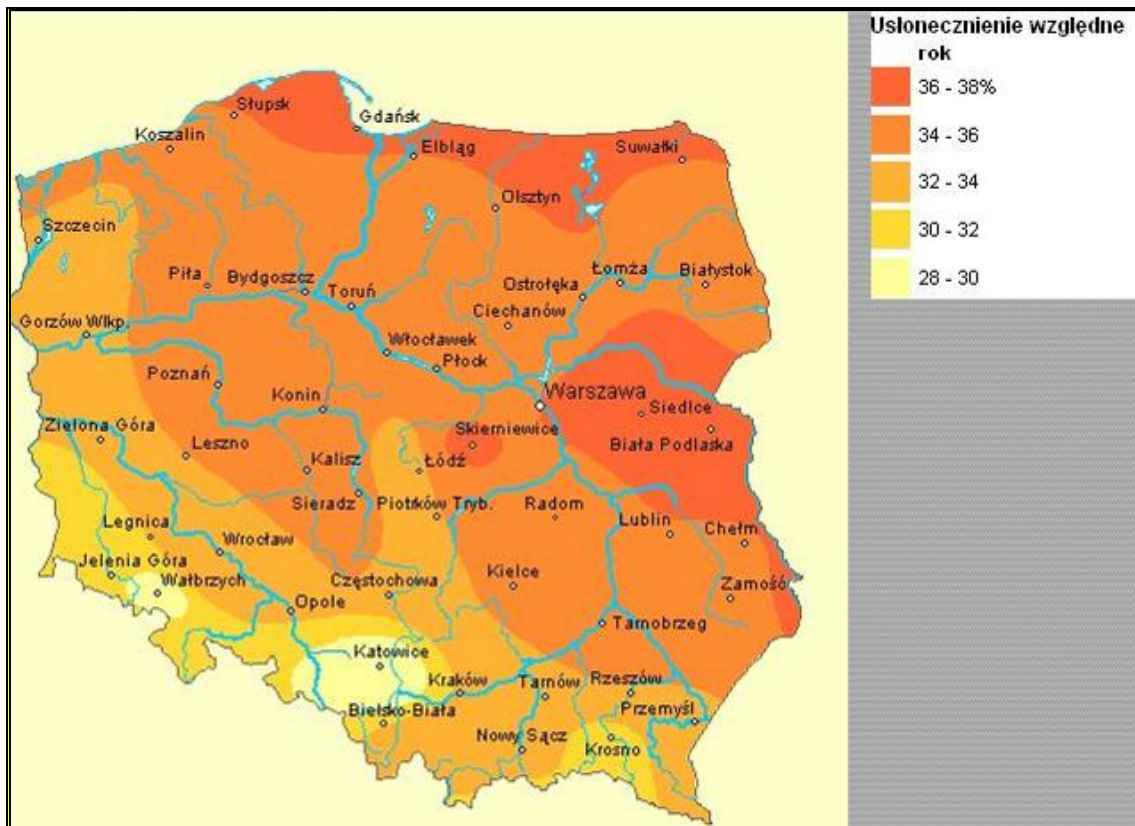 Usłonecznienie względne
rok
36 - 38%
34 - 36
32 - 34
30 - 32
28 - 30
Słupsk
Gdańsk
Koszalin
Elbląg
Suwałki
Olsztyn
Szczecin
Piła
Bydgoszcz
Toruń
Ostrołęka
Łomża
Białystok
Ciechanów
Gorzów Wlkp.
Włocławek
Płock
Poznań
Konin
Warszawa
Siedlce
Zielona Góra
Leszno
Kalisz
Skierniewice
Łódź
Biała Podlaska
Sieradz
Piotrków Tryb.
Radom
Lublin
Chełm
Legnica
Wrocław
Jelenia Góra
Wałbrzych
Opole
Częstochowa
Kielce
Zamość
Tarnobrzeg
Katowice
Kraków
Tarnów
Rzeszów
Przemyśl
Bielsko-Biała
Nowy Sącz
Krosno